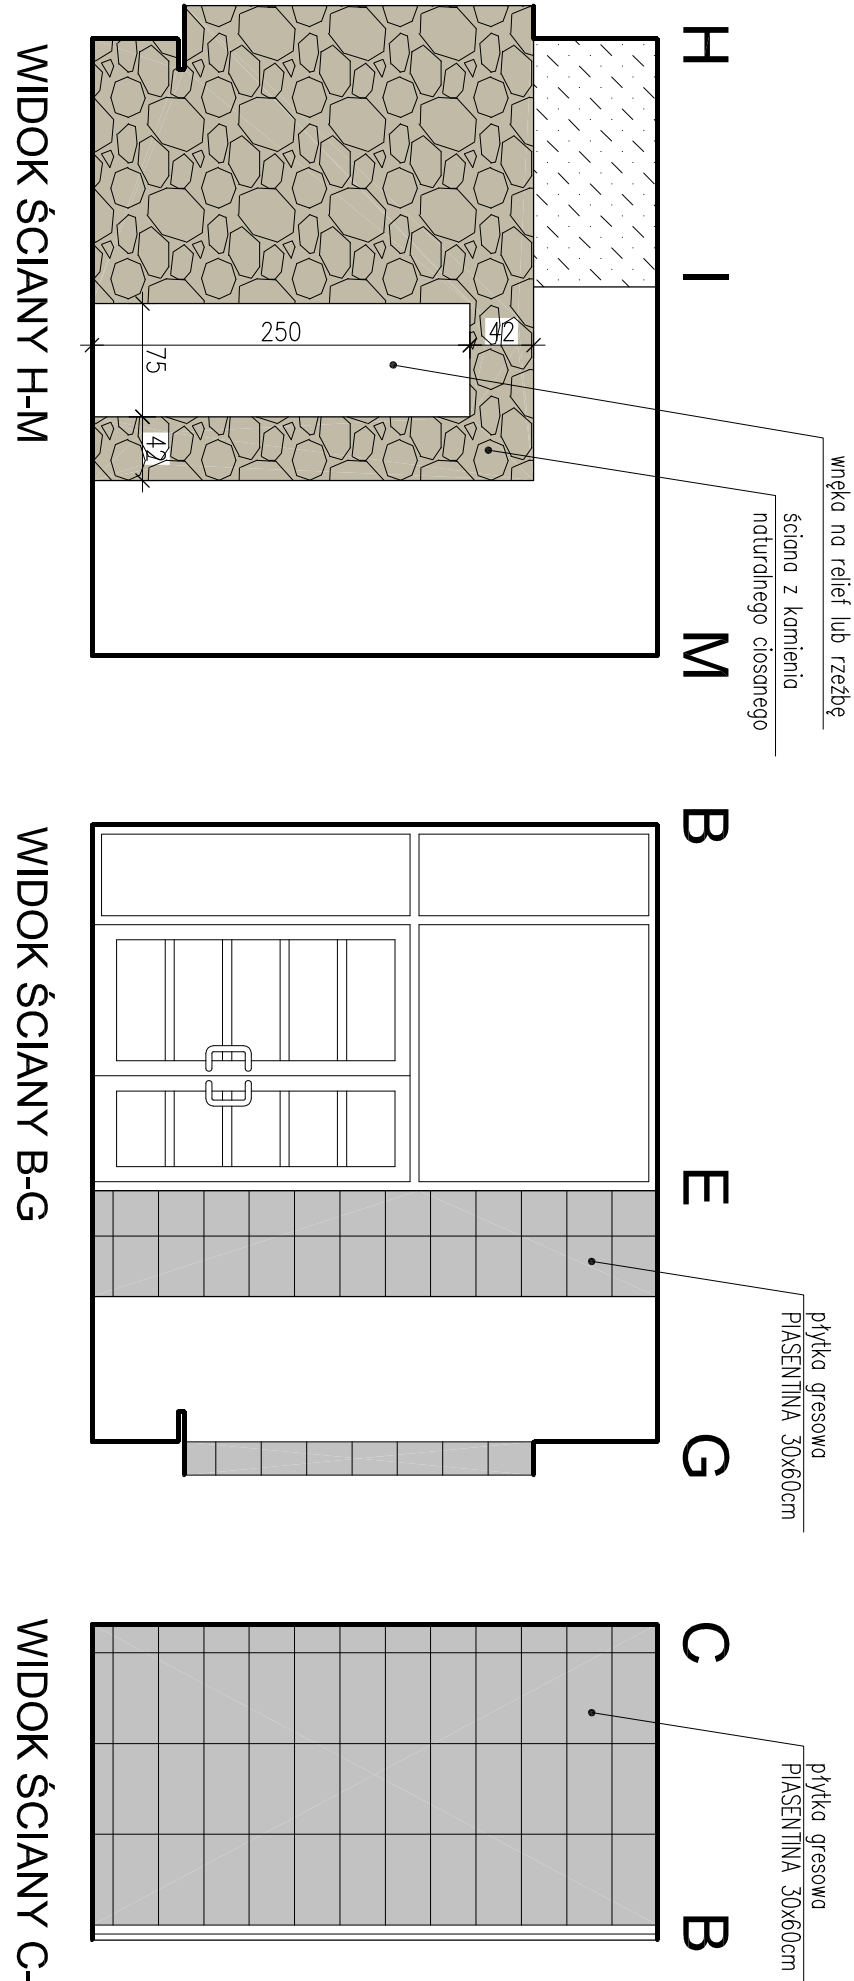 H
I
M
wnęka na relief lub rzeźbę
ściana z kamienia
naturalnego ciosanego
250
42
75
42
WIDOK ŚCIANY H-M
B
E
G
płytka gresowa
PIASENTINA 30x60cm
WIDOK ŚCIANY B-G
C
B
płytka gresowa
PIASENTINA 30x60cm
WIDOK ŚCIANY C-